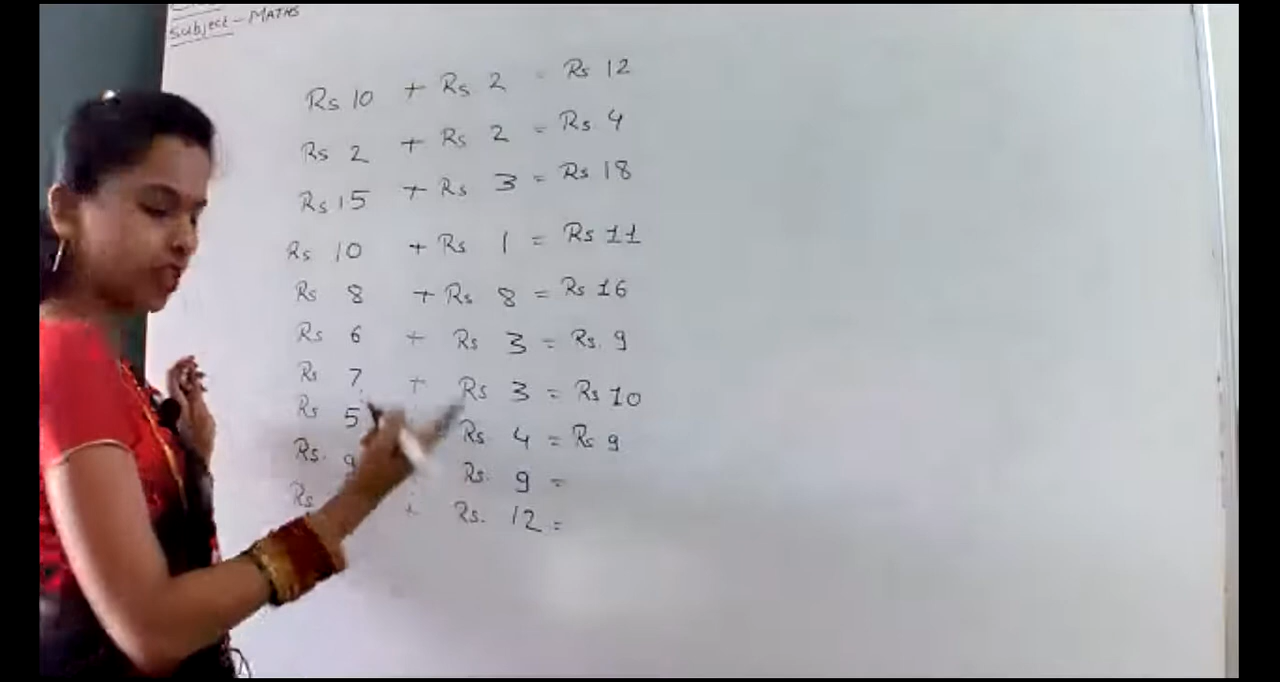 Subject - MATHS
Rs 10 + Rs 2 = Rs 12
Rs 2 + Rs 2 = Rs. 4
Rs 15 + Rs 3 = Rs 18
Rs 10 + Rs 1 = Rs 11
Rs 8 + Rs 8 = Rs 16
Rs 6 + Rs 3 = Rs. 9
Rs 7 + Rs 3 = Rs 10
Rs 5 Rs. 4 = Rs 9
Rs. 9 Rs. 9 =
Rs + Rs. 12 =